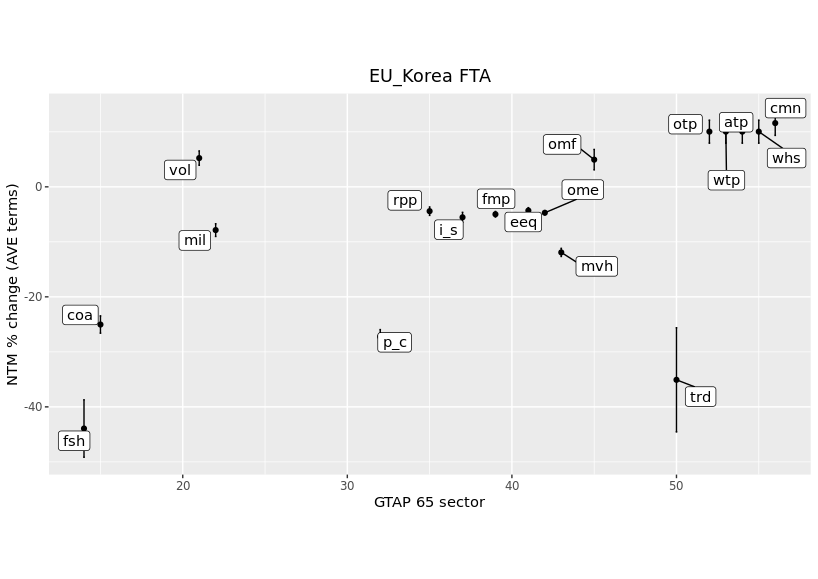 EU_Korea FTA
cmn
otp
atp
omf
whs
vol
wtp
ome
rpp
fmp
eeq
i_s
mil
mvh
coa
p_c
trd
fsh
0
-20
-40
NTM % change (AVE terms)
20
30
40
50
GTAP 65 sector